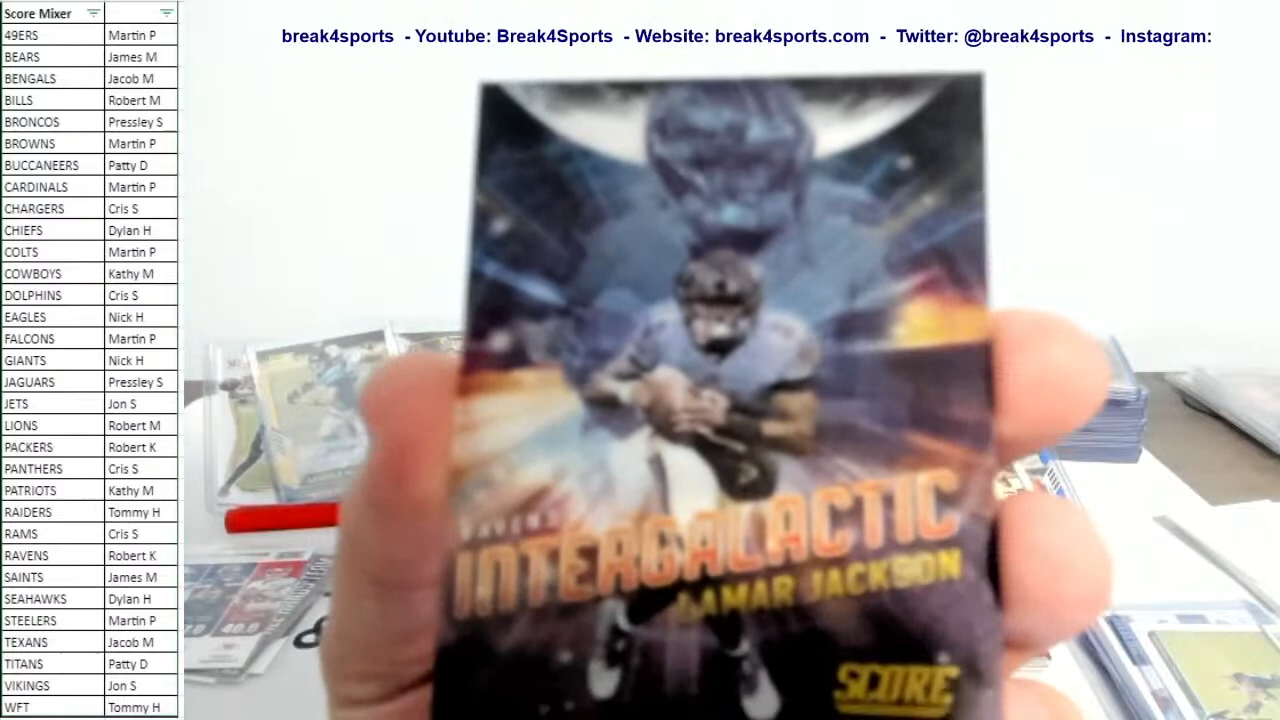 Score Mixer
49ERS Martin P
BEARS James M
BENGALS Jacob M
BILLS Robert M
BRONCOS Pressley S
BROWNS Martin P
BUCCANEERS Patty D
CARDINALS Martin P
CHARGERS Cris S
CHIEFS Dylan H
COLTS Martin P
COWBOYS Kathy M
DOLPHINS Cris S
EAGLES Nick H
FALCONS Martin P
GIANTS Nick H
JAGUARS Pressley S
JETS Jon S
LIONS Robert M
PACKERS Robert K
PANTHERS Cris S
PATRIOTS Kathy M
RAIDERS Tommy H
RAMS Cris S
RAVENS Robert K
SAINTS James M
SEAHAWKS Dylan H
STEELERS Martin P
TEXANS Jacob M
TITANS Patty D
VIKINGS Jon S
WFT Tommy H
break4sports - Youtube: Break4Sports - Website: break4sports.com - Twitter: @break4sports - Instagram:
RAVENS
INTERGALACTIC
LAMAR JACKSON
SCORE